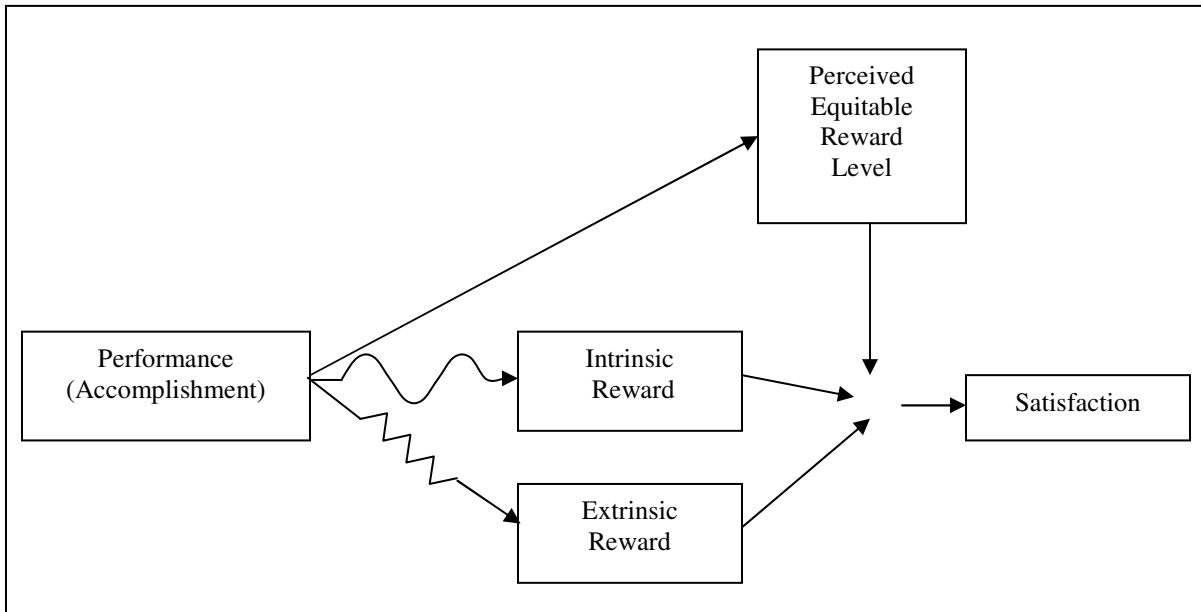 Perceived
Equitable
Reward
Level
Performance
(Accomplishment)
Intrinsic
Reward
Satisfaction
Extrinsic
Reward